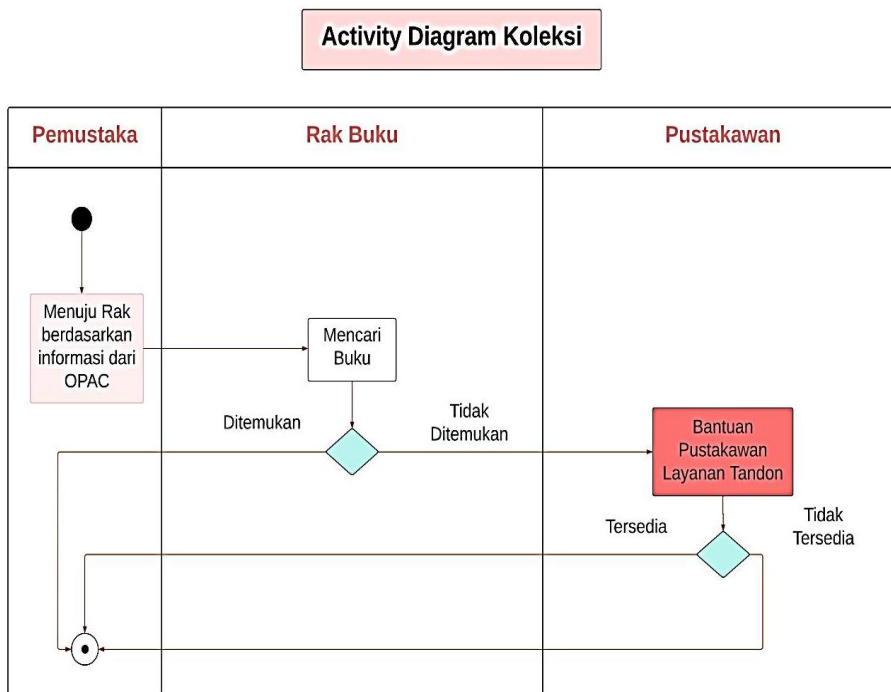 Activity Diagram Koleksi
Pemustaka
Rak Buku
Pustakawan
Menuju Rak
berdasarkan
informasi dari
OPAC
Mencari
Buku
Ditemukan
Tidak
Ditemukan
Bantuan
Pustakawan
Layanan Tandon
Tersedia
Tidak
Tersedia